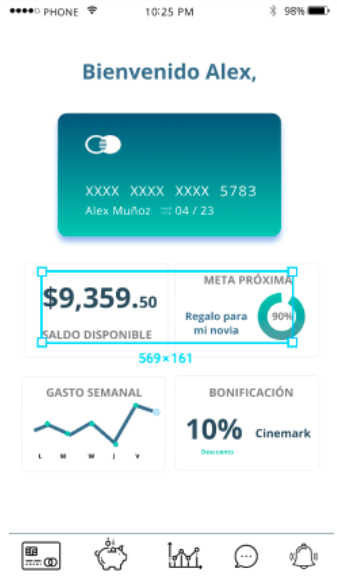 PHONE 10:25 PM 98%
Bienvenido Alex,
XXXX XXXX XXXX 5783
Alex Muñoz 04 / 23
$9,359.50
SALDO DISPONIBLE
META PRÓXIMA
Regalo para
mi novia
90%
569×161
GASTO SEMANAL
L M W J V
BONIFICACIÓN
10% Cinemark
Descuento